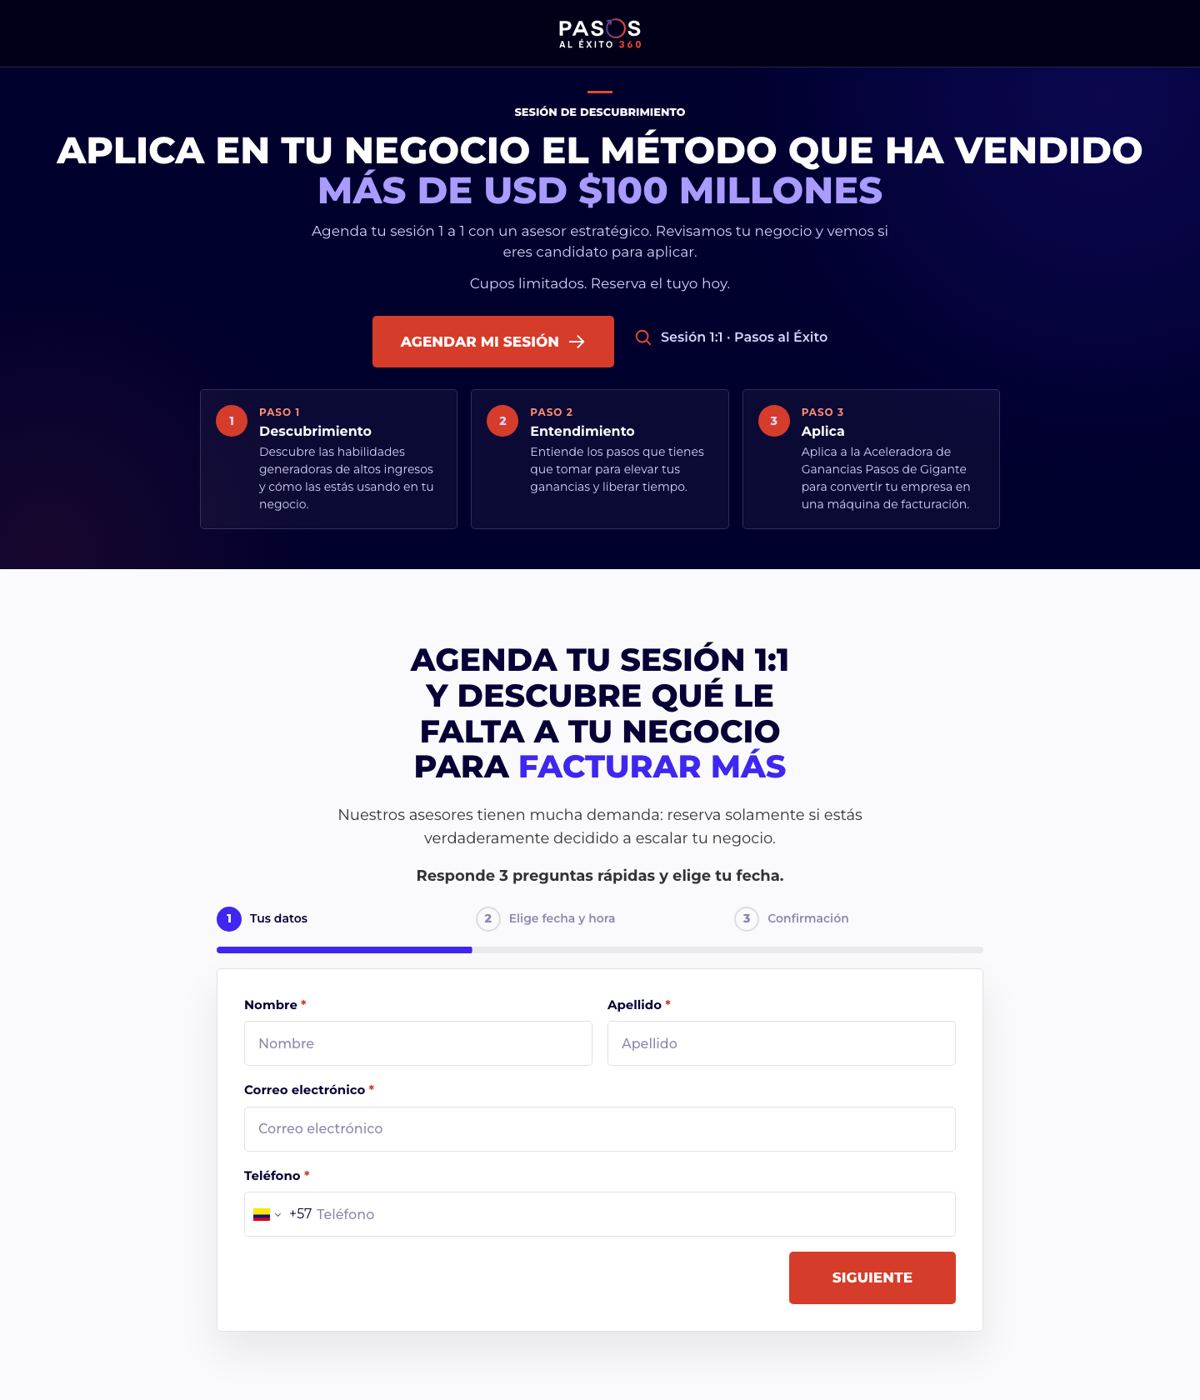 PASOS
AL ÉXITO 360
SESIÓN DE DESCUBRIMIENTO
APLICA EN TU NEGOCIO EL MÉTODO QUE HA VENDIDO
MÁS DE USD $100 MILLONES
Agenda tu sesión 1 a 1 con un asesor estratégico. Revisamos tu negocio y vemos si
eres candidato para aplicar.
Cupos limitados. Reserva el tuyo hoy.
AGENDAR MI SESIÓN →
Sesión 1:1 · Pasos al Éxito
1
PASO 1
Descubrimiento
Descubre las habilidades
generadoras de altos ingresos
y cómo las estás usando en tu
negocio.
2
PASO 2
Entendimiento
Entiende los pasos que tienes
que tomar para elevar tus
ganancias y liberar tiempo.
3
PASO 3
Aplica
Aplica a la Aceleradora de
Ganancias Pasos de Gigante
para convertir tu empresa en
una máquina de facturación.
AGENDA TU SESIÓN 1:1
Y DESCUBRE QUÉ LE
FALTA A TU NEGOCIO
PARA FACTURAR MÁS
Nuestros asesores tienen mucha demanda: reserva solamente si estás
verdaderamente decidido a escalar tu negocio.
Responde 3 preguntas rápidas y elige tu fecha.
1 Tus datos
2 Elige fecha y hora
3 Confirmación
Nombre *
Apellido *
Nombre
Apellido
Correo electrónico *
Correo electrónico
Teléfono *
+57 Teléfono
SIGUIENTE